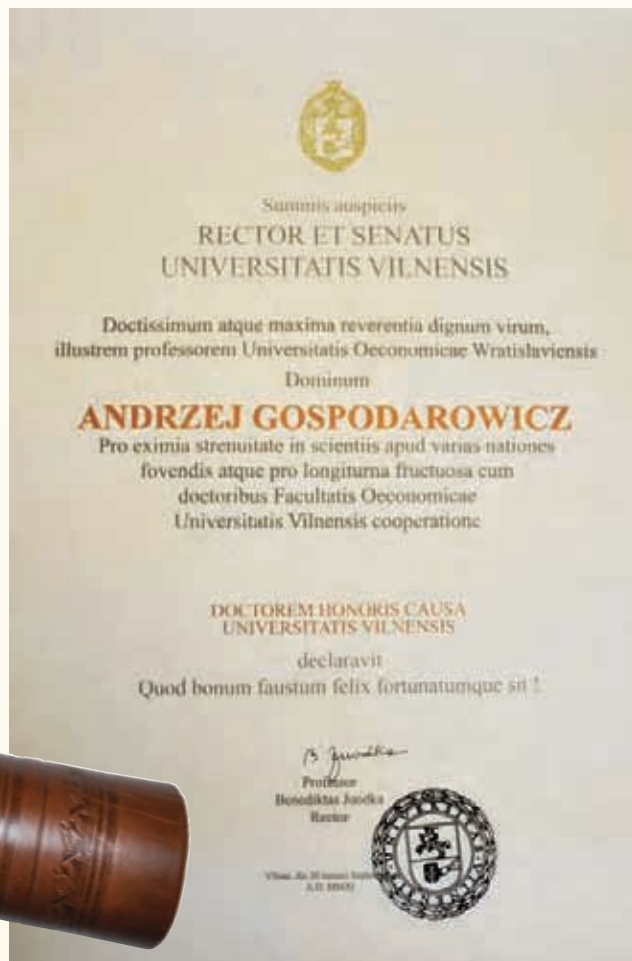 Summis auspiciis
RECTOR ET SENATUS
UNIVERSITATIS VILNENSIS
Doctissimum atque maxima reverentia dignum virum,
illustrem professorem Universitatis Oeconomicae Wratislaviensis
Dominum
ANDRZEJ GOSPODAROWICZ
Pro eximia strenuitate in scientiis apud varias nationes
fovendis atque pro longiturna fructuosa cum
doctoribus Facultatis Oeconomicae
Universitatis Vilnensis cooperatione
DOCTOREM HONORIS CAUSA
UNIVERSITATIS VILNENSIS
declaravit
Quod bonum faustum felix fortunatumque sit !
Professor
Benediktas Juodka
Rector